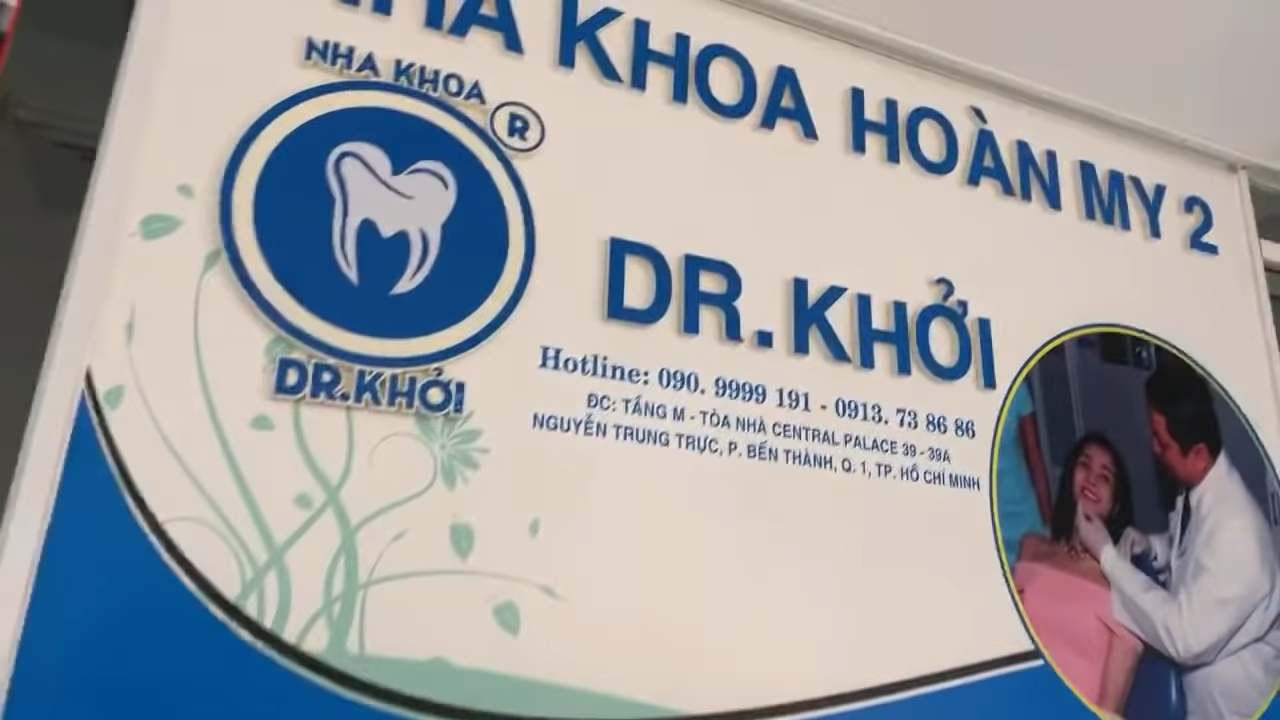 NHA KHOA HOÀN MY 2
NHA KHOA
R
DR.KHỞI
DR.KHỞI
Hotline: 090. 9999 191 - 0913. 73 86 86
ĐC: TẦNG M - TÒA NHÀ CENTRAL PALACE 39 - 39A
NGUYỄN TRUNG TRỰC, P. BẾN THÀNH, Q. 1, TP. HỒ CHÍ MINH